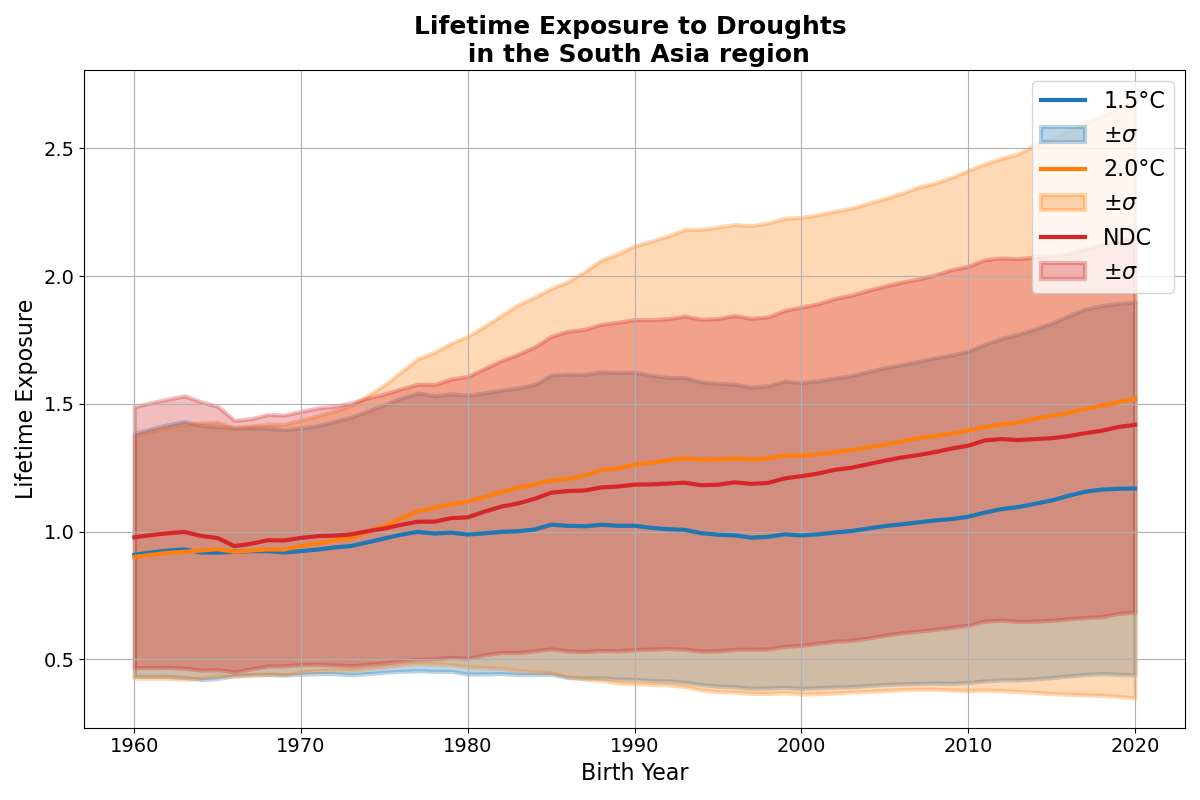 Lifetime Exposure to Droughts
in the South Asia region
1.5°C
±σ
2.0°C
±σ
NDC
±σ
Lifetime Exposure
2.5
2.0
1.5
1.0
0.5
1960 1970 1980 1990 2000 2010 2020
Birth Year